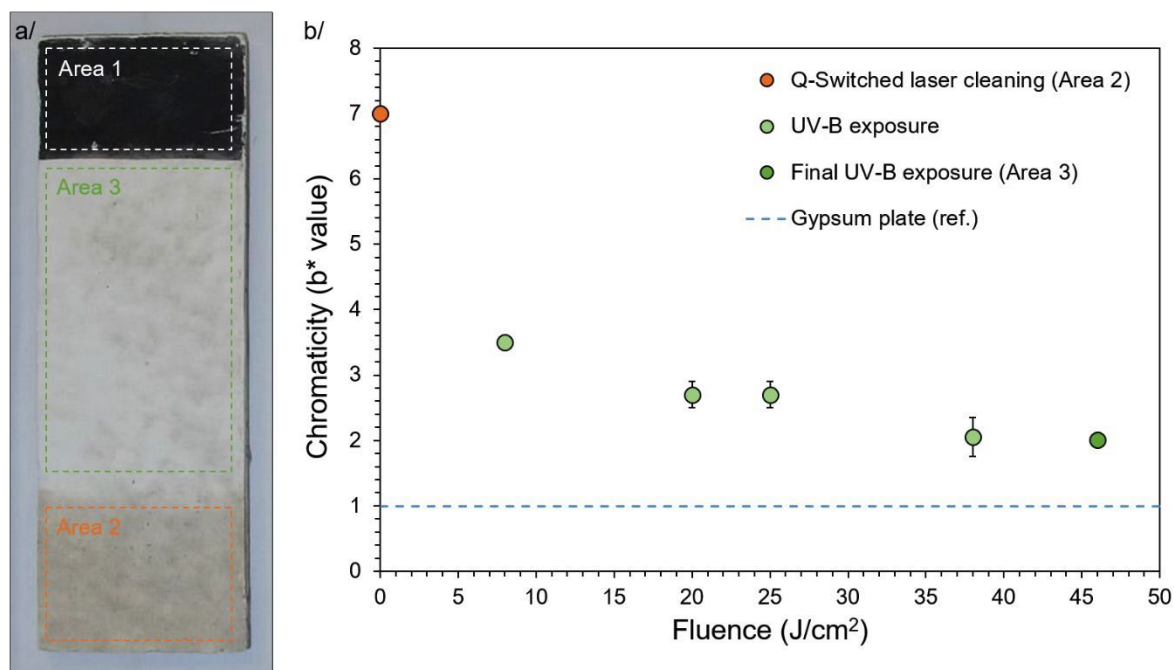 a/
Area 1
Area 3
Area 2
b/
8
7
6
5
4
3
2
1
0
Chromaticity (b* value)
Q-Switched laser cleaning (Area 2)
UV-B exposure
Final UV-B exposure (Area 3)
Gypsum plate (ref.)
0 5 10 15 20 25 30 35 40 45 50
Fluence (J/cm²)